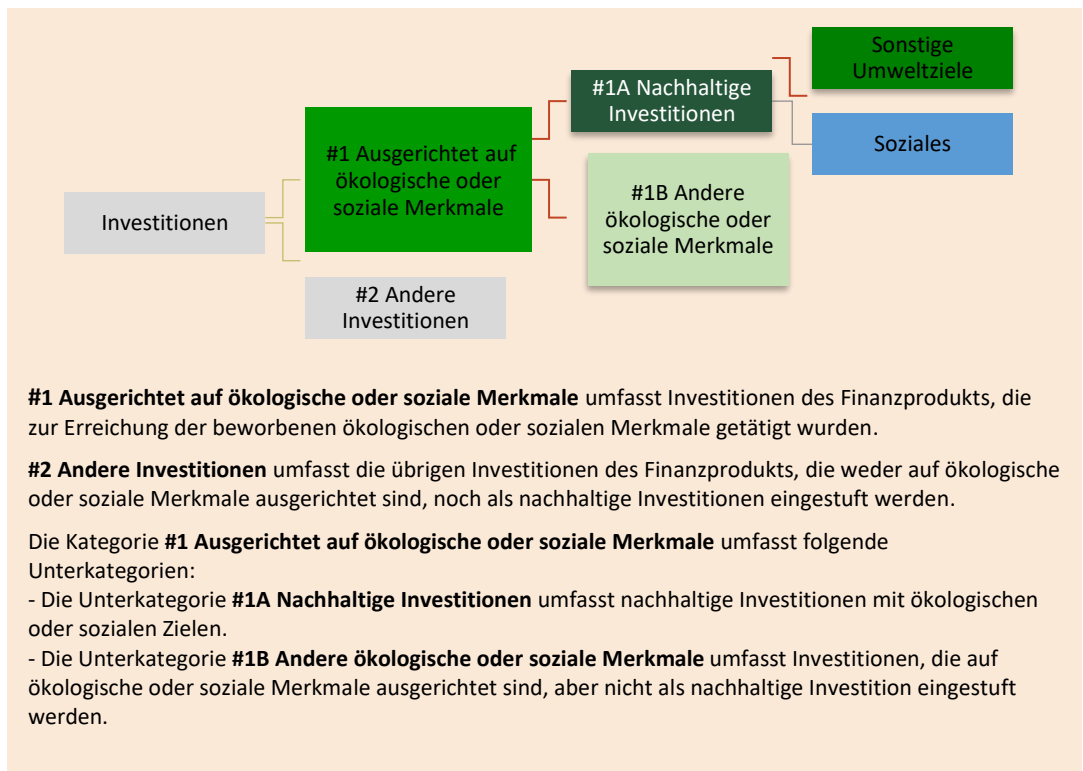 Sonstige
Umweltziele
#1A Nachhaltige
Investitionen
Soziales
#1 Ausgerichtet auf
ökologische oder
soziale Merkmale
#1B Andere
ökologische oder
soziale Merkmale
Investitionen
#2 Andere
Investitionen
#1 Ausgerichtet auf ökologische oder soziale Merkmale umfasst Investitionen des Finanzprodukts, die
zur Erreichung der beworbenen ökologischen oder sozialen Merkmale getätigt wurden.
#2 Andere Investitionen umfasst die übrigen Investitionen des Finanzprodukts, die weder auf ökologische
oder soziale Merkmale ausgerichtet sind, noch als nachhaltige Investitionen eingestuft werden.
Die Kategorie #1 Ausgerichtet auf ökologische oder soziale Merkmale umfasst folgende
Unterkategorien:
- Die Unterkategorie #1A Nachhaltige Investitionen umfasst nachhaltige Investitionen mit ökologischen
oder sozialen Zielen.
- Die Unterkategorie #1B Andere ökologische oder soziale Merkmale umfasst Investitionen, die auf
ökologische oder soziale Merkmale ausgerichtet sind, aber nicht als nachhaltige Investition eingestuft
werden.